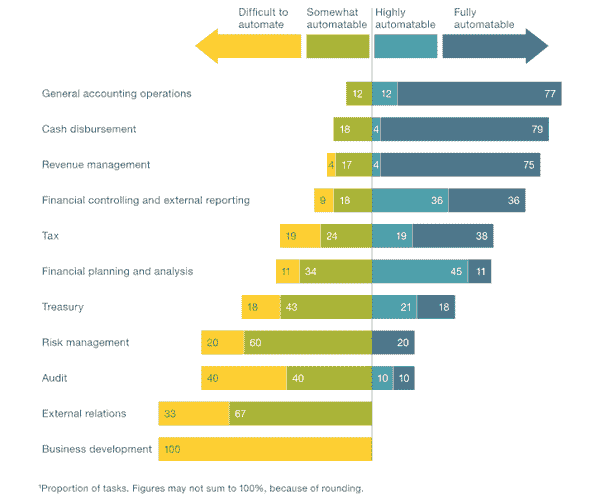 Difficult to automate
Somewhat automatable
Highly automatable
Fully automatable
General accounting operations 12 12 77
Cash disbursement 18 4 79
Revenue management 4 17 4 75
Financial controlling and external reporting 9 18 36 36
Tax 19 24 19 38
Financial planning and analysis 11 34 45 11
Treasury 18 43 21 18
Risk management 20 60 20
Audit 40 40 10 10
External relations 33 67
Business development 100
¹Proportion of tasks. Figures may not sum to 100%, because of rounding.